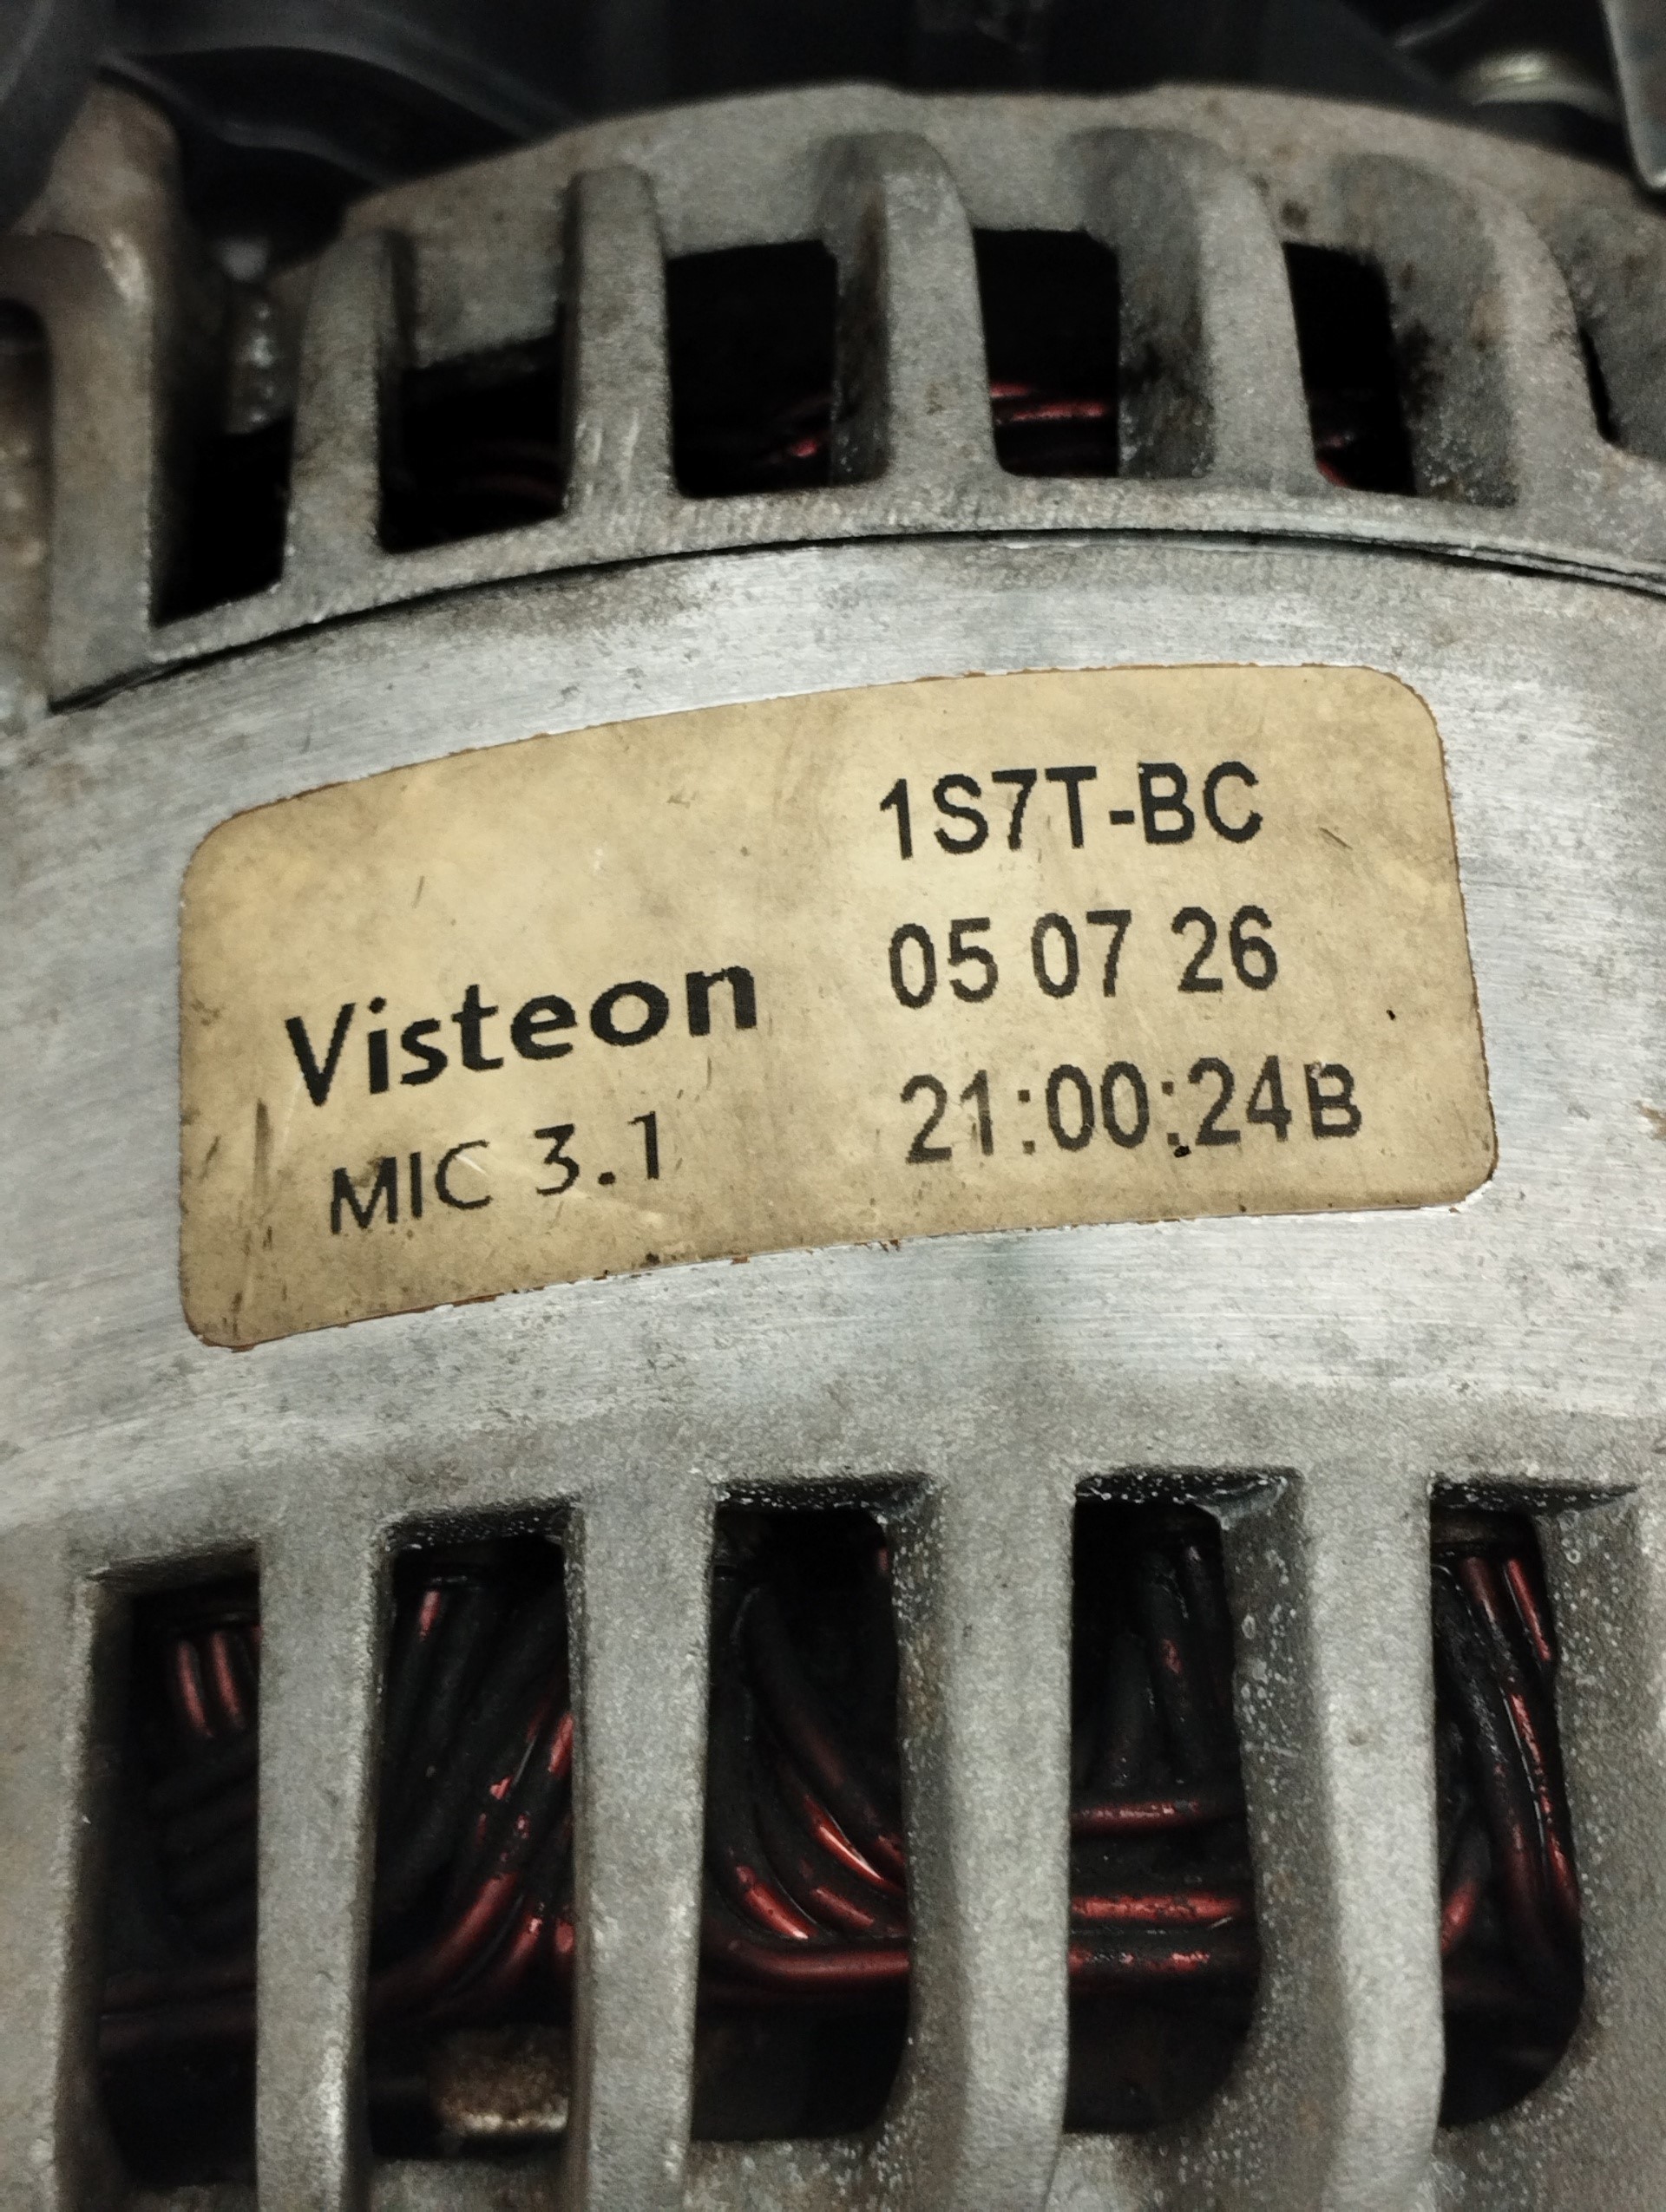 Visteon
MIC 3.1
1S7T-BC
05 07 26
21:00:24B